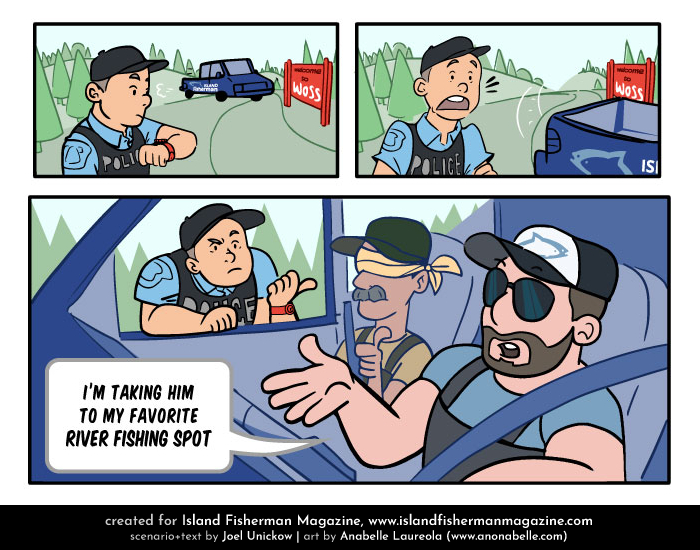 POLICE
ISLAND
fisherman
welcome
to
WOSS
POLICE
welcome
to
WOSS
ISL
POLICE
I'M TAKING HIM
TO MY FAVORITE
RIVER FISHING SPOT
created for Island Fisherman Magazine, www.islandfishermanmagazine.com
scenario+text by Joel Unickow | art by Anabelle Laureola (www.anonabelle.com)